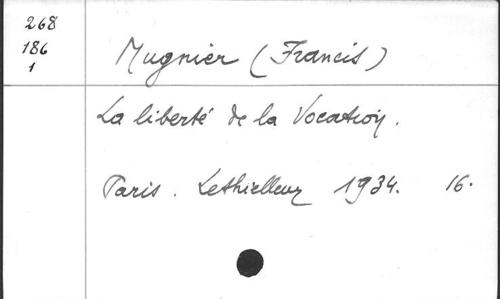 268
186
1
Mugnier (Francis)
La liberté de la Vocation.
Paris. Lethielleux 1934. 16.